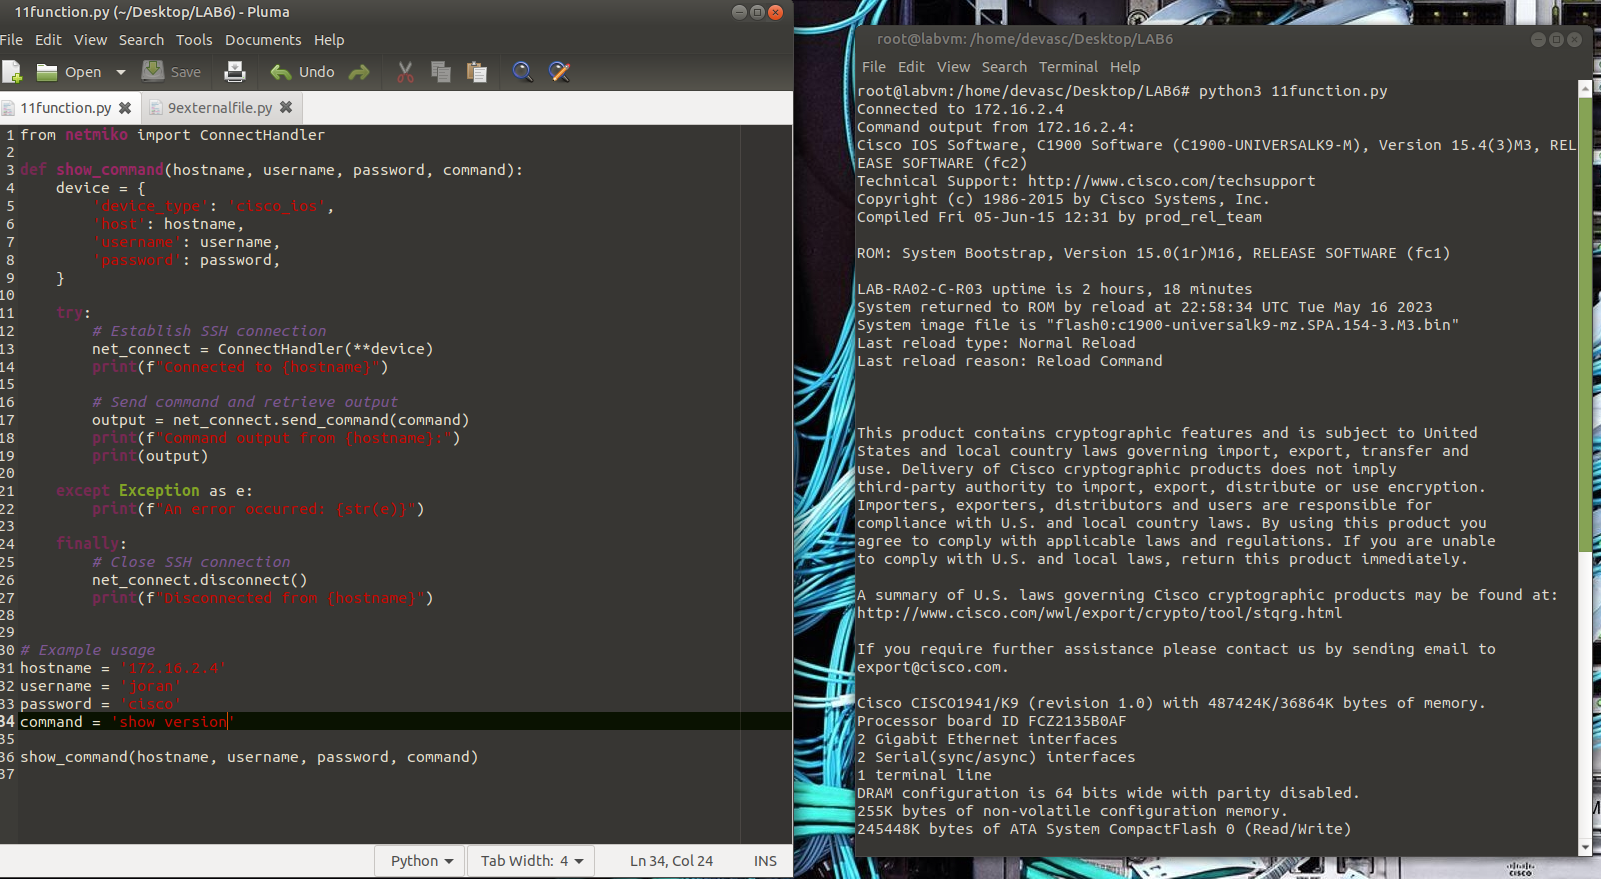 11function.py (~/Desktop/LAB6) - Pluma
File Edit View Search Tools Documents Help
Open Save Undo
11function.py 9externalfile.py
1 from netmiko import ConnectHandler
2
3 def show_command(hostname, username, password, command):
4 device = {
5 'device_type': 'cisco_ios',
6 'host': hostname,
7 'username': username,
8 'password': password,
9 }
10
11 try:
12 # Establish SSH connection
13 net_connect = ConnectHandler(**device)
14 print(f"Connected to {hostname}")
15
16 # Send command and retrieve output
17 output = net_connect.send_command(command)
18 print(f"Command output from {hostname}:")
19 print(output)
20
21 except Exception as e:
22 print(f"An error occurred: {str(e)}")
23
24 finally:
25 # Close SSH connection
26 net_connect.disconnect()
27 print(f"Disconnected from {hostname}")
28
29
30 # Example usage
31 hostname = '172.16.2.4'
32 username = 'joran'
33 password = 'cisco'
34 command = 'show version'
35
36 show_command(hostname, username, password, command)
37
Python Tab Width: 4 Ln 34, Col 24 INS
root@labvm: /home/devasc/Desktop/LAB6
File Edit View Search Terminal Help
root@labvm:/home/devasc/Desktop/LAB6# python3 11function.py
Connected to 172.16.2.4
Command output from 172.16.2.4:
Cisco IOS Software, C1900 Software (C1900-UNIVERSALK9-M), Version 15.4(3)M3, REL
EASE SOFTWARE (fc2)
Technical Support: http://www.cisco.com/techsupport
Copyright (c) 1986-2015 by Cisco Systems, Inc.
Compiled Fri 05-Jun-15 12:31 by prod_rel_team
ROM: System Bootstrap, Version 15.0(1r)M16, RELEASE SOFTWARE (fc1)
LAB-RA02-C-R03 uptime is 2 hours, 18 minutes
System returned to ROM by reload at 22:58:34 UTC Tue May 16 2023
System image file is "flash0:c1900-universalk9-mz.SPA.154-3.M3.bin"
Last reload type: Normal Reload
Last reload reason: Reload Command
This product contains cryptographic features and is subject to United
States and local country laws governing import, export, transfer and
use. Delivery of Cisco cryptographic products does not imply
third-party authority to import, export, distribute or use encryption.
Importers, exporters, distributors and users are responsible for
compliance with U.S. and local country laws. By using this product you
agree to comply with applicable laws and regulations. If you are unable
to comply with U.S. and local laws, return this product immediately.
A summary of U.S. laws governing Cisco cryptographic products may be found at:
http://www.cisco.com/wwl/export/crypto/tool/stqrg.html
If you require further assistance please contact us by sending email to
export@cisco.com.
Cisco CISCO1941/K9 (revision 1.0) with 487424K/36864K bytes of memory.
Processor board ID FCZ2135B0AF
2 Gigabit Ethernet interfaces
2 Serial(sync/async) interfaces
1 terminal line
DRAM configuration is 64 bits wide with parity disabled.
255K bytes of non-volatile configuration memory.
245448K bytes of ATA System CompactFlash 0 (Read/Write)
CISCO